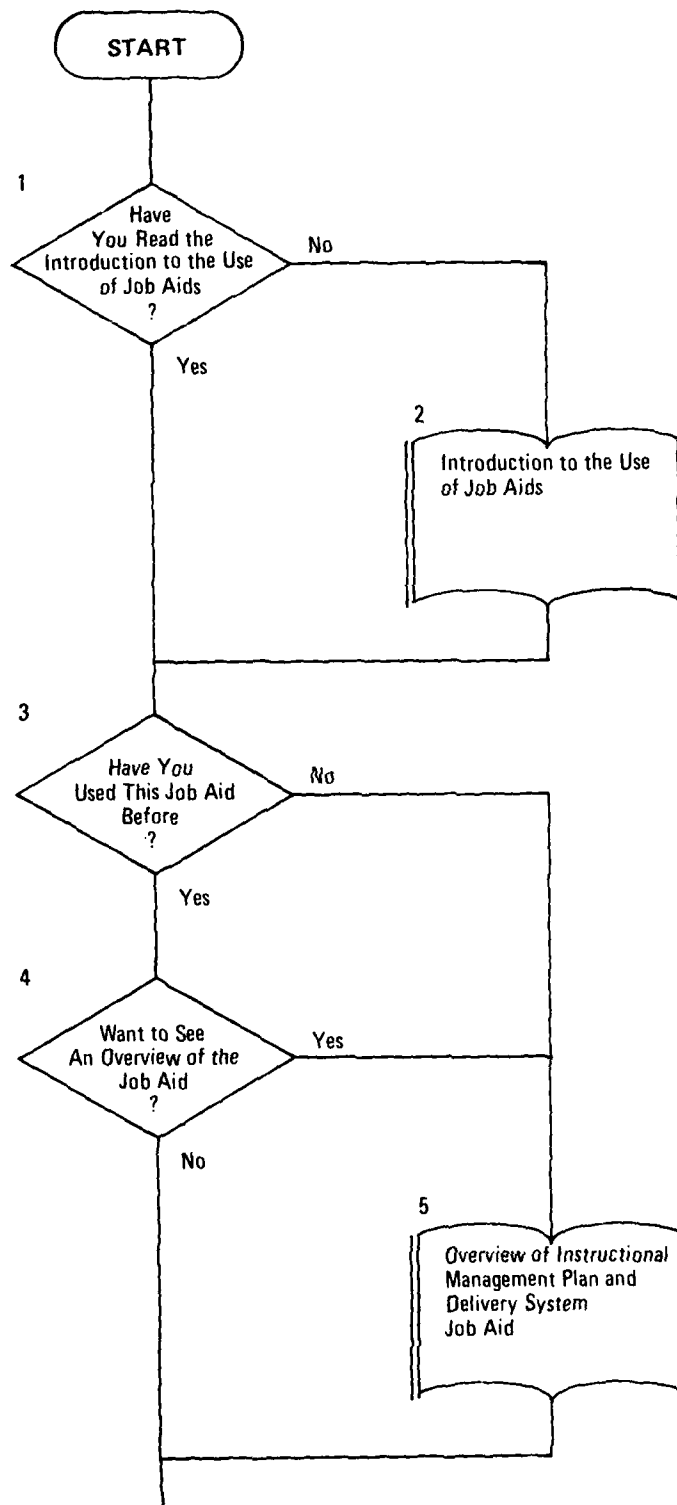 START
1
Have
You Read the
Introduction to the Use
of Job Aids
?
No
Yes
2
Introduction to the Use
of Job Aids
3
Have You
Used This Job Aid
Before
?
No
Yes
4
Want to See
An Overview of the
Job Aid
?
Yes
No
5
Overview of Instructional
Management Plan and
Delivery System
Job Aid